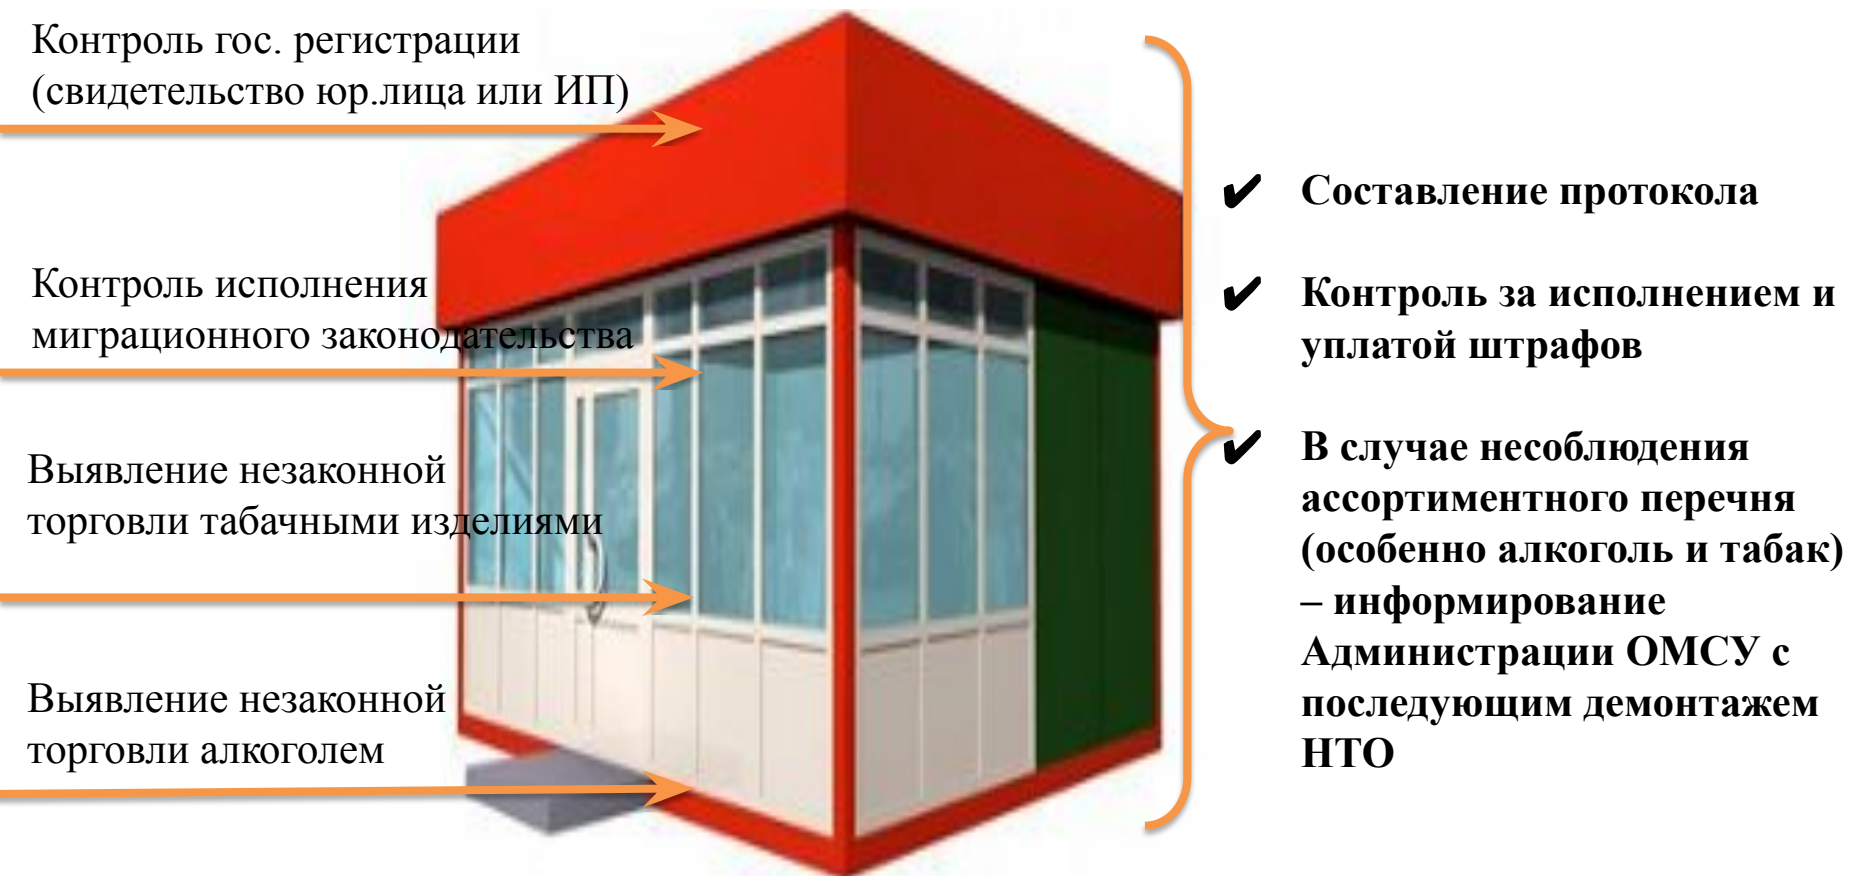 Контроль гос. регистрации
(свидетельство юр.лица или ИП)
Контроль исполнения
миграционного законодательства
Выявление незаконной
торговли табачными изделиями
Выявление незаконной
торговли алкоголем
✔ Составление протокола
✔ Контроль за исполнением и
уплатой штрафов
✔ В случае несоблюдения
ассортиментного перечня
(особенно алкоголь и табак)
– информирование
Администрации ОМСУ с
последующим демонтажем
НТО